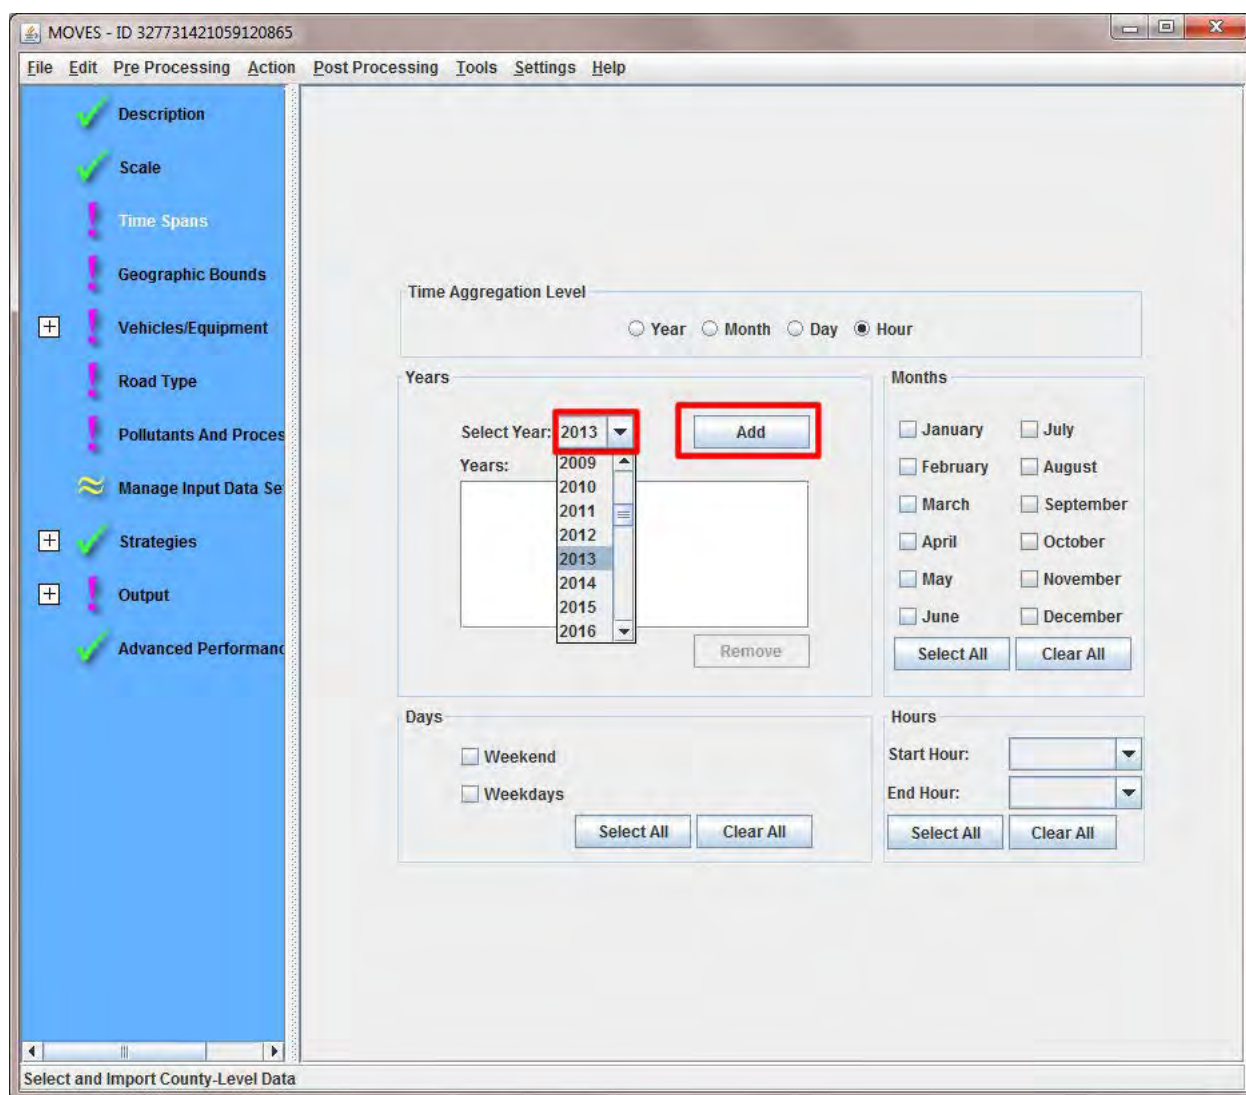 MOVES - ID 327731421059120865
File Edit Pre Processing Action Post Processing Tools Settings Help
Description
Scale
Time Spans
Geographic Bounds
Vehicles/Equipment
Road Type
Pollutants And Proces
Manage Input Data Se
Strategies
Output
Advanced Performanc
Time Aggregation Level
Year Month Day Hour
Years
Select Year: 2013 Add
Years:
2009
2010
2011
2012
2013
2014
2015
2016
Remove
Months
January July
February August
March September
April October
May November
June December
Select All Clear All
Days
Weekend
Weekdays
Select All Clear All
Hours
Start Hour:
End Hour:
Select All Clear All
Select and Import County-Level Data